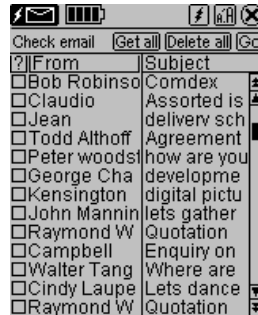 Check email Get all Delete all Go
? From Subject
Bob Robinso Comdex
Claudio Assorted is
Jean delivery sch
Todd Althoff Agreement
Peter woodst how are you
George Cha developme
Kensington digital pictu
John Mannin lets gather
Raymond W Quotation
Campbell Enquiry on
Walter Tang Where are
Cindy Laupe Lets dance
Raymond W Quotation